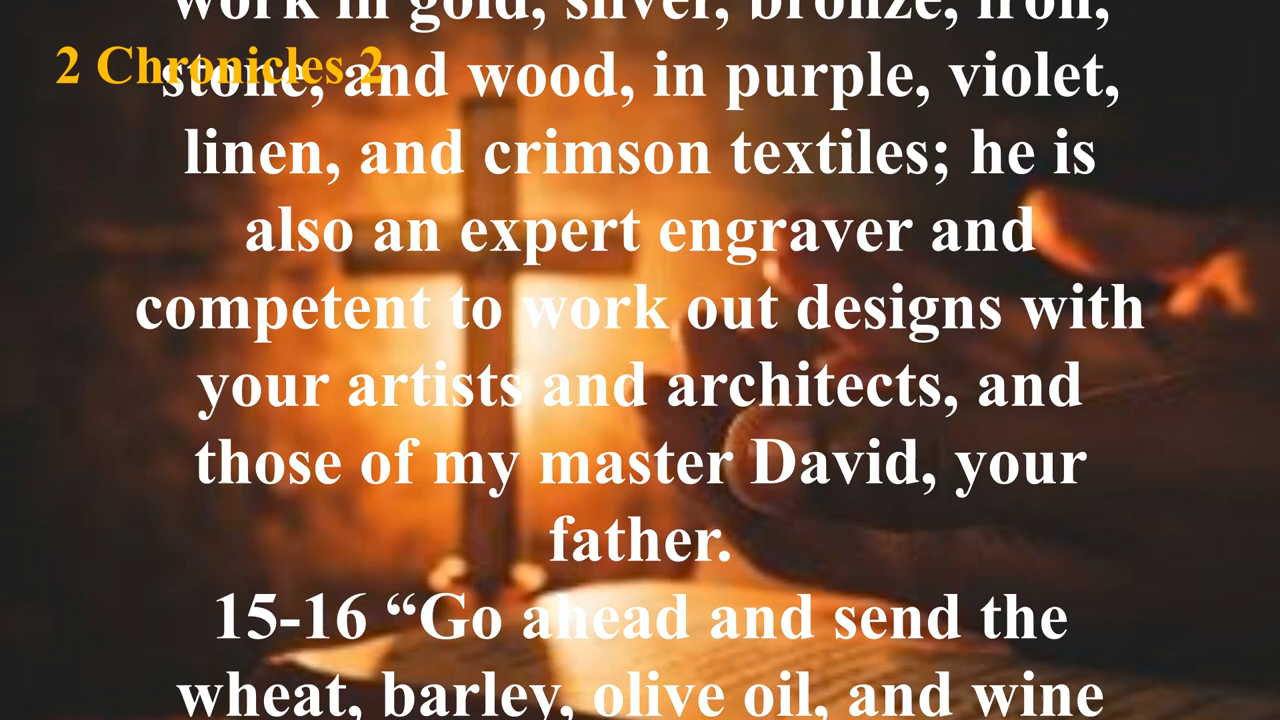 work in gold, silver, bronze, iron,
2 Chronicles 2
stone, and wood, in purple, violet,
linen, and crimson textiles; he is
also an expert engraver and
competent to work out designs with
your artists and architects, and
those of my master David, your
father.
15-16 “Go ahead and send the
wheat, barley, olive oil, and wine